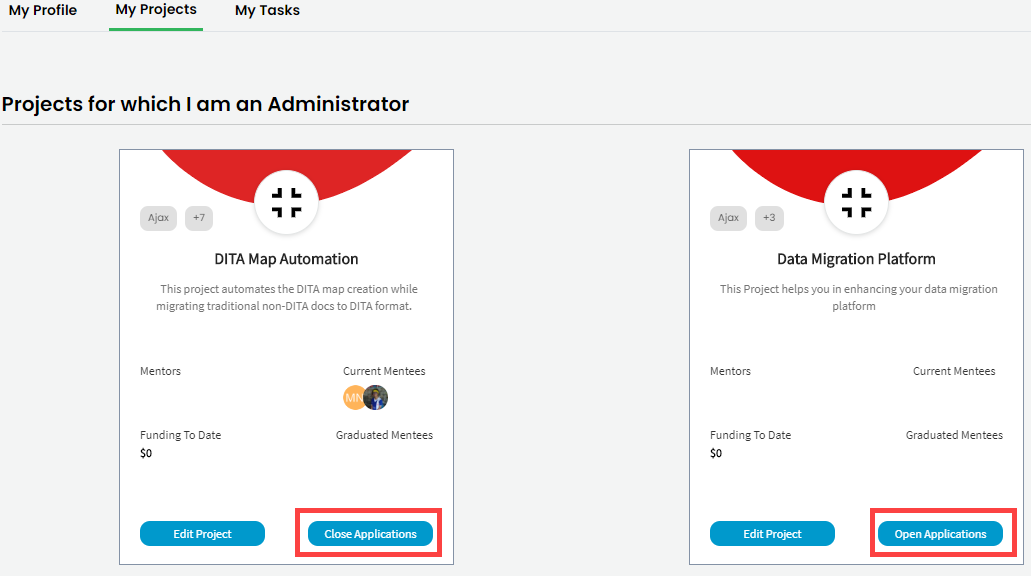 My Profile
My Projects
My Tasks
Projects for which I am an Administrator
Ajax
+7
DITA Map Automation
This project automates the DITA map creation while
migrating traditional non-DITA docs to DITA format.
Mentors
Current Mentees
MN
Funding To Date
Graduated Mentees
$0
Edit Project
Close Applications
Ajax
+3
Data Migration Platform
This Project helps you in enhancing your data migration
platform
Mentors
Current Mentees
Funding To Date
Graduated Mentees
$0
Edit Project
Open Applications